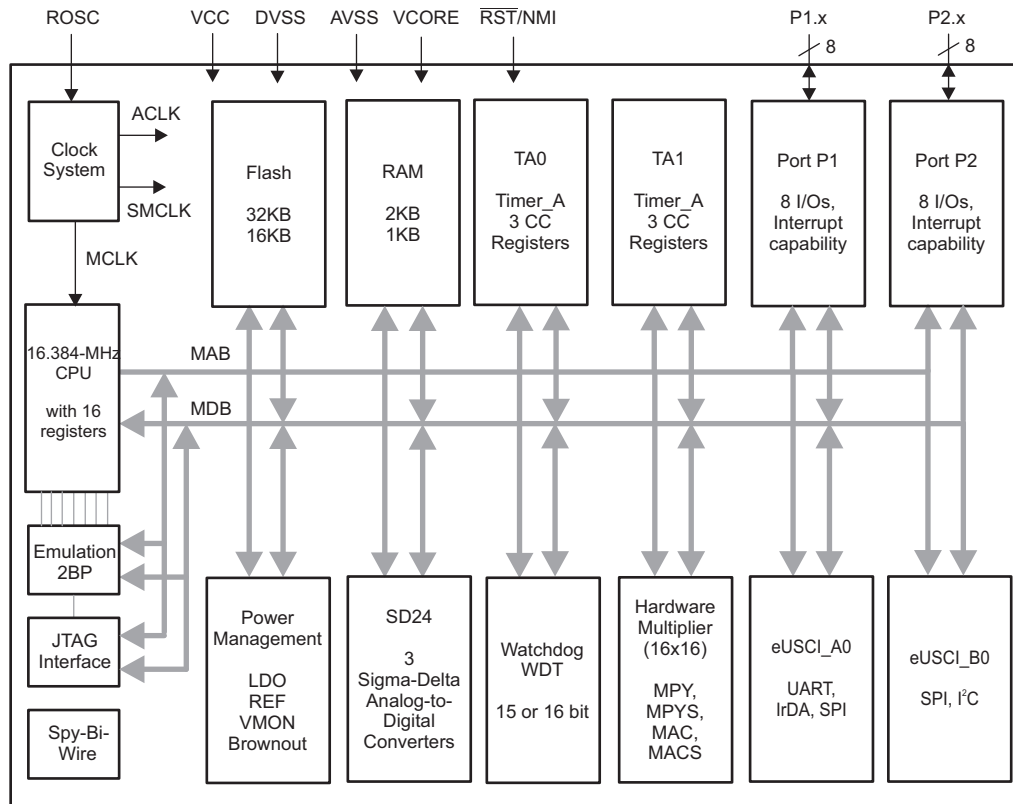 ROSC
VCC
DVSS
AVSS
VCORE
RST/NMI
P1.x
P2.x
8
8
Clock
System
ACLK
SMCLK
MCLK
Flash
32KB
16KB
RAM
2KB
1KB
TA0
Timer_A
3 CC
Registers
TA1
Timer_A
3 CC
Registers
Port P1
8 I/Os,
Interrupt
capability
Port P2
8 I/Os,
Interrupt
capability
16.384-MHz
CPU
with 16
registers
MAB
MDB
Emulation
2BP
JTAG
Interface
Spy-Bi-
Wire
Power
Management
LDO
REF
VMON
Brownout
SD24
3
Sigma-Delta
Analog-to-
Digital
Converters
Watchdog
WDT
15 or 16 bit
Hardware
Multiplier
(16x16)
MPY,
MPYS,
MAC,
MACS
eUSCI_A0
UART,
IrDA, SPI
eUSCI_B0
SPI, I²C